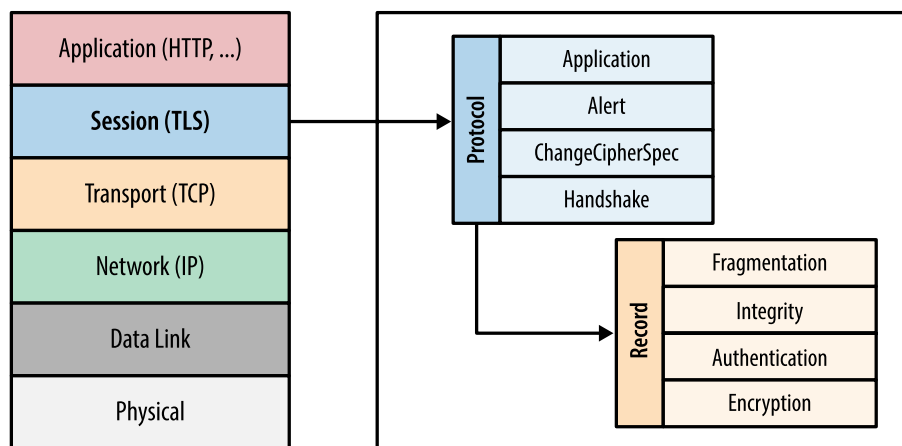 Application (HTTP, ...)
Session (TLS)
Transport (TCP)
Network (IP)
Data Link
Physical
Protocol
Application
Alert
ChangeCipherSpec
Handshake
Record
Fragmentation
Integrity
Authentication
Encryption